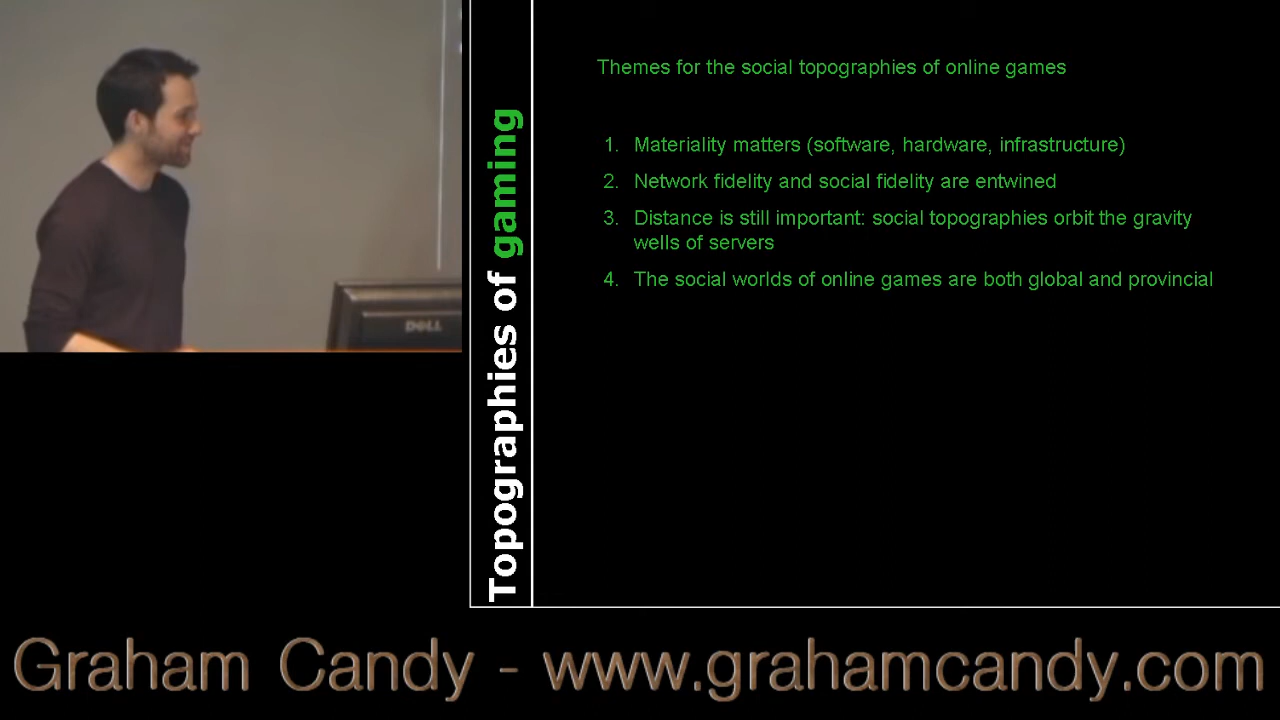 DELL
Topographies of gaming
Themes for the social topographies of online games
1. Materiality matters (software, hardware, infrastructure)
2. Network fidelity and social fidelity are entwined
3. Distance is still important: social topographies orbit the gravity
wells of servers
4. The social worlds of online games are both global and provincial
Graham Candy - www.grahamcandy.com